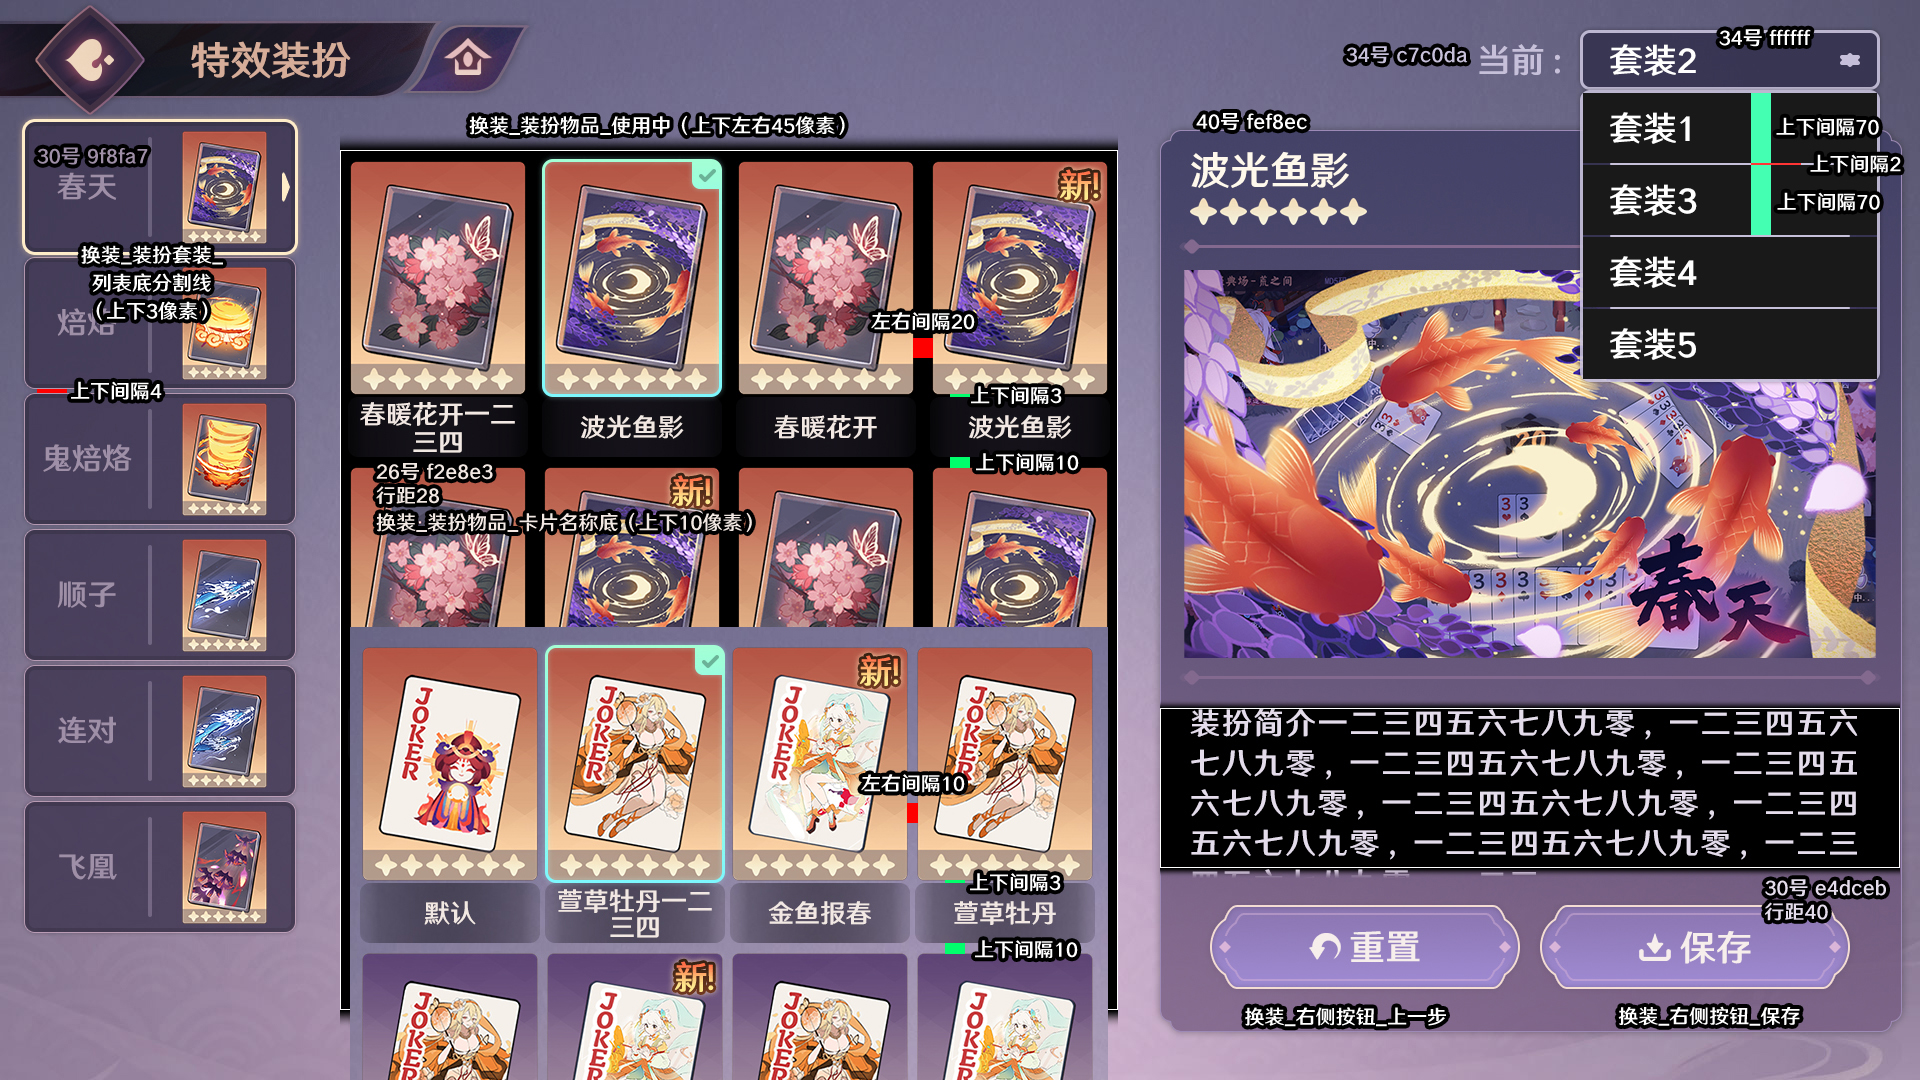 特效装扮
34号 c7c0da
当前：
套装2
34号 ffffff
套装1
上下间隔70
上下间隔2
套装3
上下间隔70
套装4
套装5
30号 9f8fa7
春天
换装_装扮套装_
列表底分割线
（上下3像素）
焙烙
上下间隔4
鬼焙烙
顺子
连对
飞凰
换装_装扮物品_使用中（上下左右45像素）
新!
左右间隔20
上下间隔3
春暖花开一二
三四
波光鱼影
春暖花开
波光鱼影
上下间隔10
26号 f2e8e3
行距28
新!
换装_装扮物品_卡片名称底（上下10像素）
JOKER
JOKER
JOKER
新!
JOKER
左右间隔10
上下间隔3
默认
萱草牡丹一二
三四
金鱼报春
萱草牡丹
上下间隔10
新!
JOKER
JOKER
JOKER
JOKER
40号 fef8ec
波光鱼影
春天
装扮简介一二三四五六七八九零，一二三四五六
七八九零，一二三四五六七八九零，一二三四五
六七八九零，一二三四五六七八九零，一二三四
五六七八九零，一二三四五六七八九零，一二三
30号 e4dceb
行距40
重置
保存
换装_右侧按钮_上一步
换装_右侧按钮_保存